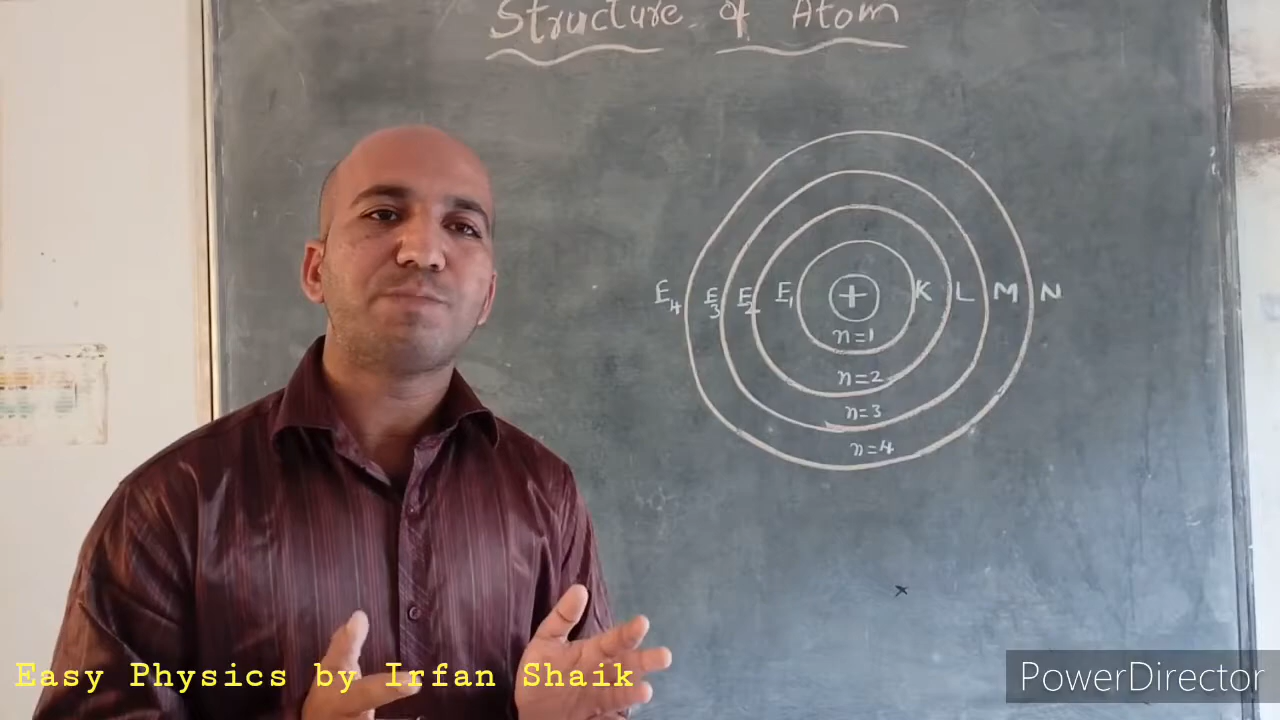 Structure of Atom
E4 E3 E2 E1 + K L M N
n=1
n=2
n=3
n=4
Easy Physics by Irfan Shaik
PowerDirector